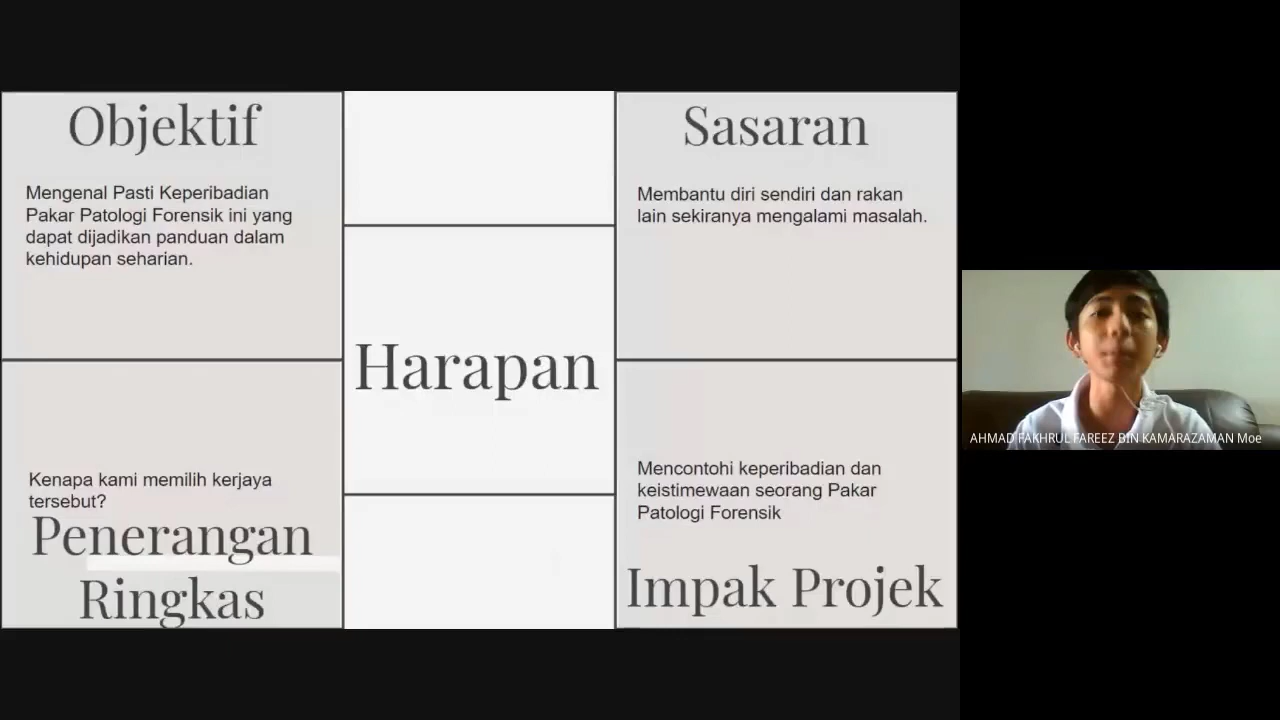 Objektif
Mengenal Pasti Keperibadian
Pakar Patologi Forensik ini yang
dapat dijadikan panduan dalam
kehidupan seharian.
Kenapa kami memilih kerjaya
tersebut?
Penerangan
Ringkas
Harapan
Sasaran
Membantu diri sendiri dan rakan
lain sekiranya mengalami masalah.
Mencontohi keperibadian dan
keistimewaan seorang Pakar
Patologi Forensik
Impak Projek
AHMAD FAKHRUL FAREEZ BIN KAMARAZAMAN Moe